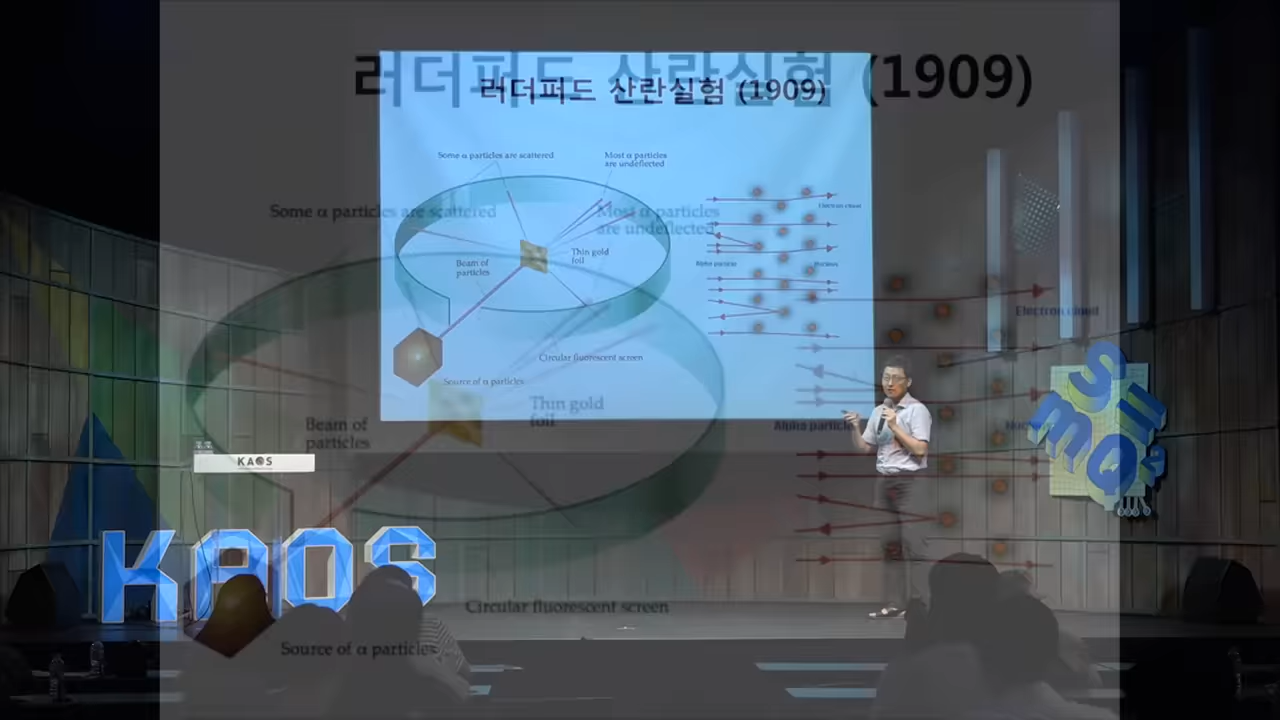 러더퍼드 산란실험 (1909)
러더퍼드 산란실험 (1909)
Some α particles are scattered
Most α particles
are undeflected
Some α particles are scattered
Most α particles
are undeflected
Electron cloud
Thin gold
foil
Beam of
particles
Alpha particle
Nucleus
Electron cloud
Circular fluorescent screen
Source of α particles
Thin gold
foil
Beam of
particles
Alpha particle
KAOS
KAOS
Circular fluorescent screen
Source of α particles